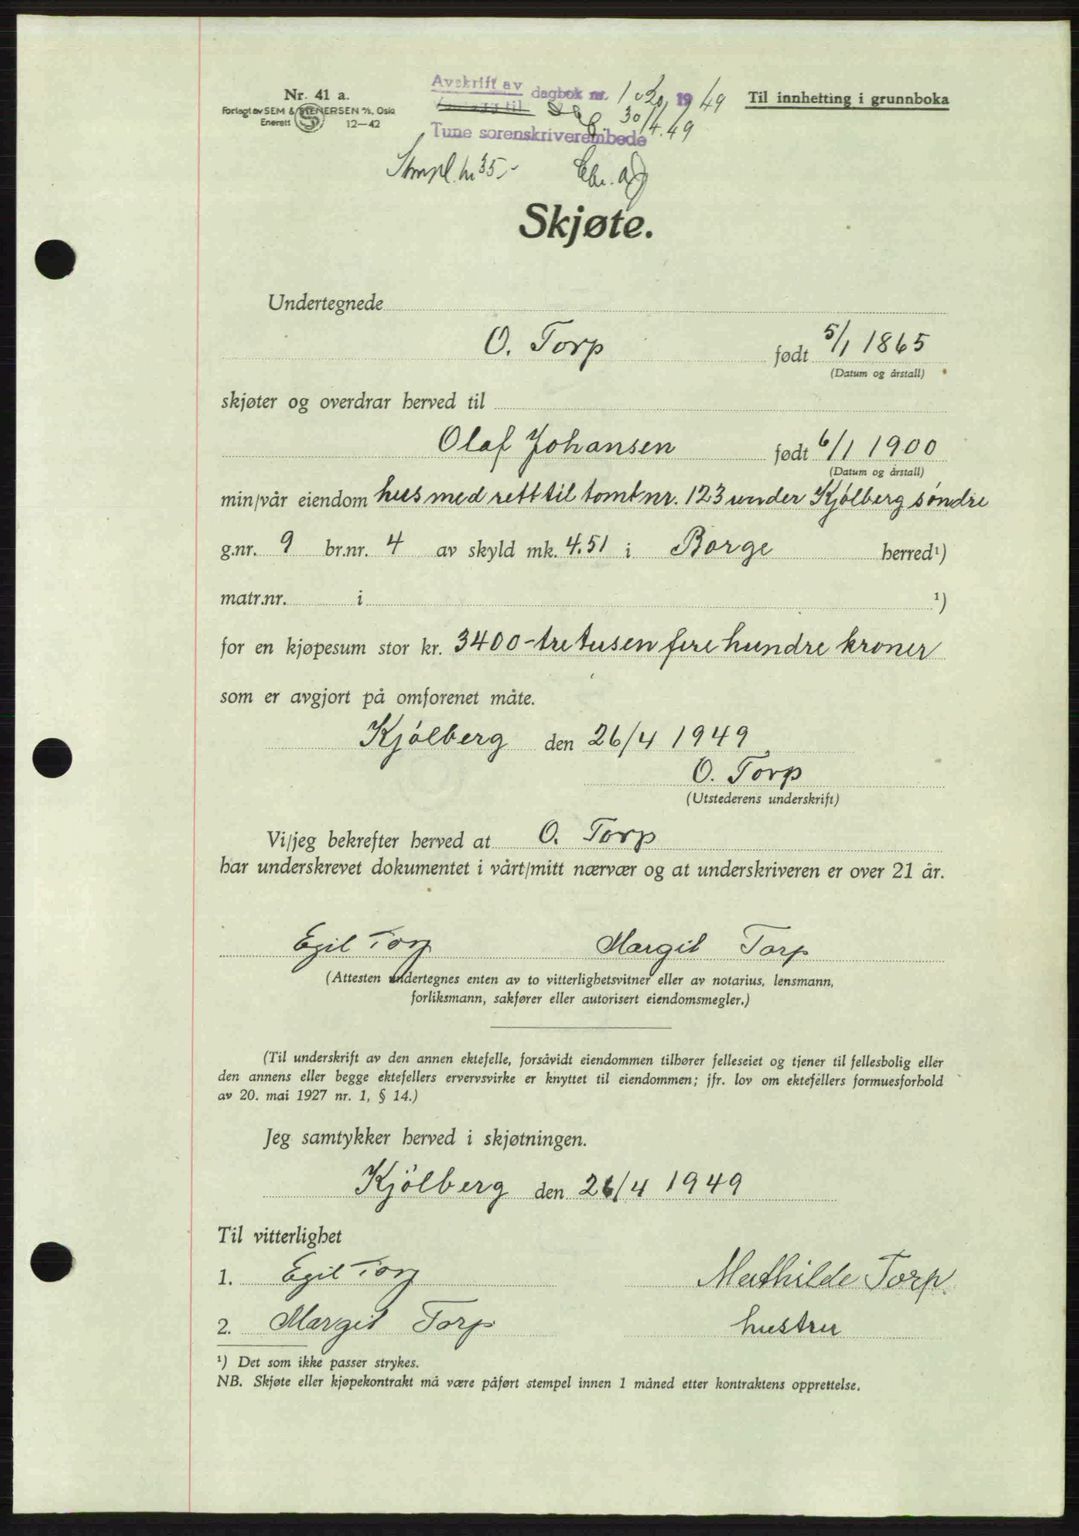 Nr. 41 a.
Forlagt av SEM & STENERSEN A/S, Oslo
Enerett 12-42
Avskrift av
dagbok nr. 1020 1949
30/4.49
Tune sorenskriverembede
Til innhefting i grunnboka
Stmpl. kr 35,-
Skjøte.
Undertegnede
O. Torp født 5/1 1865
(Datum og årstall)
skjøter og overdrar herved til
Olaf Johansen født 6/1 1900
(Datum og årstall)
min/vår eiendom hus med rett til tomt nr. 123 under Kjölberg söndre
g.nr. 9 br.nr. 4 av skyld mk. 4.51 i Borge herred¹)
matr.nr. i ¹)
for en kjøpesum stor kr. 3400 - tretusen fire hundre kroner
som er avgjort på omforenet måte.
Kjölberg den 26/4 1949
O. Torp
(Utstederens underskrift)
Vi/jeg bekrefter herved at O. Torp
har underskrevet dokumentet i vårt/mitt nærvær og at underskriveren er over 21 år.
Egil Torp Margit Torp
(Attesten undertegnes enten av to vitterlighetsvitner eller av notarius, lensmann,
forliksmann, sakfører eller autorisert eiendomsmegler.)
(Til underskrift av den annen ektefelle, forsåvidt eiendommen tilhører felleseiet og tjener til fellesbolig eller
den annens eller begge ektefellers ervervsvirke er knyttet til eiendommen; jfr. lov om ektefellers formuesforhold
av 20. mai 1927 nr. 1, § 14.)
Jeg samtykker herved i skjøtningen.
Kjölberg den 26/4 1949
Til vitterlighet
1. Egil Torp Mathilde Torp.
2. Margit Torp hustru
¹) Det som ikke passer strykes.
NB. Skjøte eller kjøpekontrakt må være påført stempel innen 1 måned etter kontraktens opprettelse.